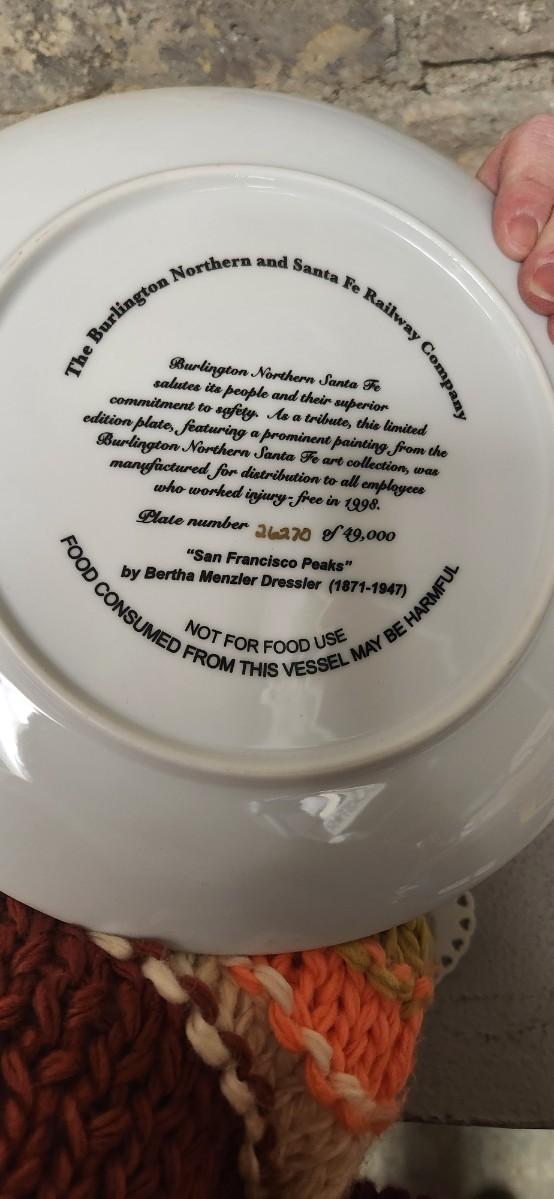 The Burlington Northern and Santa Fe Railway Company
Burlington Northern Santa Fe
salutes its people and their superior
commitment to safety. As a tribute, this limited
edition plate, featuring a prominent painting from the
Burlington Northern Santa Fe art collection, was
manufactured for distribution to all employees
who worked injury-free in 1998.
Plate number 26270 of 49,000
"San Francisco Peaks"
by Bertha Menzler Dressler (1871-1947)
NOT FOR FOOD USE
FOOD CONSUMED FROM THIS VESSEL MAY BE HARMFUL